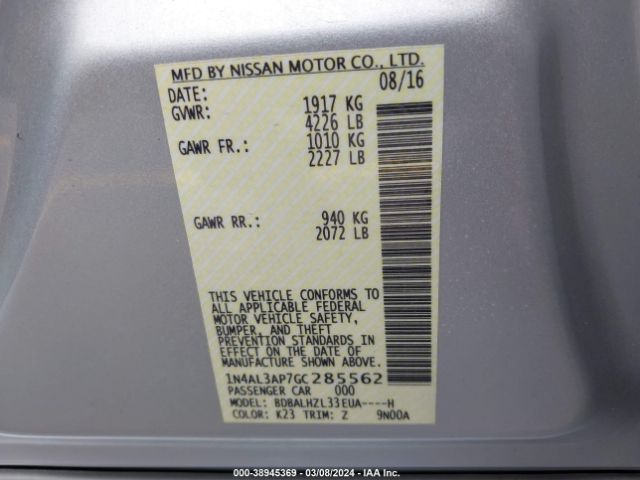 MFD BY NISSAN MOTOR CO., LTD.
DATE: 08/16
GVWR: 1917 KG
4226 LB
GAWR FR.: 1010 KG
2227 LB
GAWR RR.: 940 KG
2072 LB
THIS VEHICLE CONFORMS TO
ALL APPLICABLE FEDERAL
MOTOR VEHICLE SAFETY,
BUMPER, AND THEFT
PREVENTION STANDARDS
IN EFFECT ON THE DATE OF
MANUFACTURE SHOWN ABOVE.
1N4AL3AP7GC285562
PASSENGER CAR 000
MODEL: BDBALHZL33EUA----H
COLOR: K23 TRIM: Z 9N00A
000-38945369 | 03/08/2024 - IAA Inc.